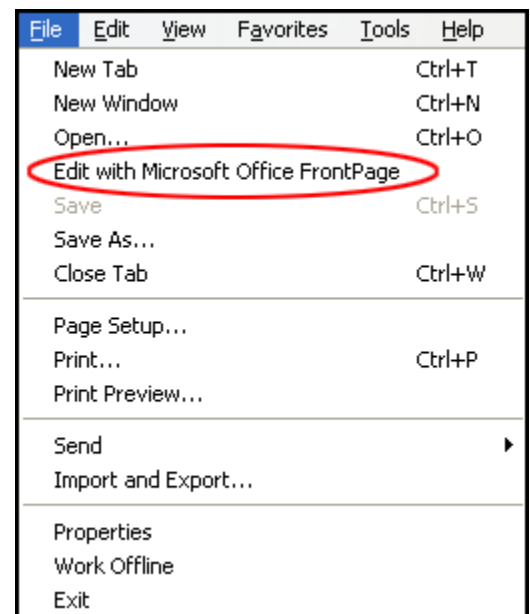 File Edit View Favorites Tools Help
New Tab Ctrl+T
New Window Ctrl+N
Open... Ctrl+O
Edit with Microsoft Office FrontPage
Save Ctrl+S
Save As...
Close Tab Ctrl+W
Page Setup...
Print... Ctrl+P
Print Preview...
Send
Import and Export...
Properties
Work Offline
Exit